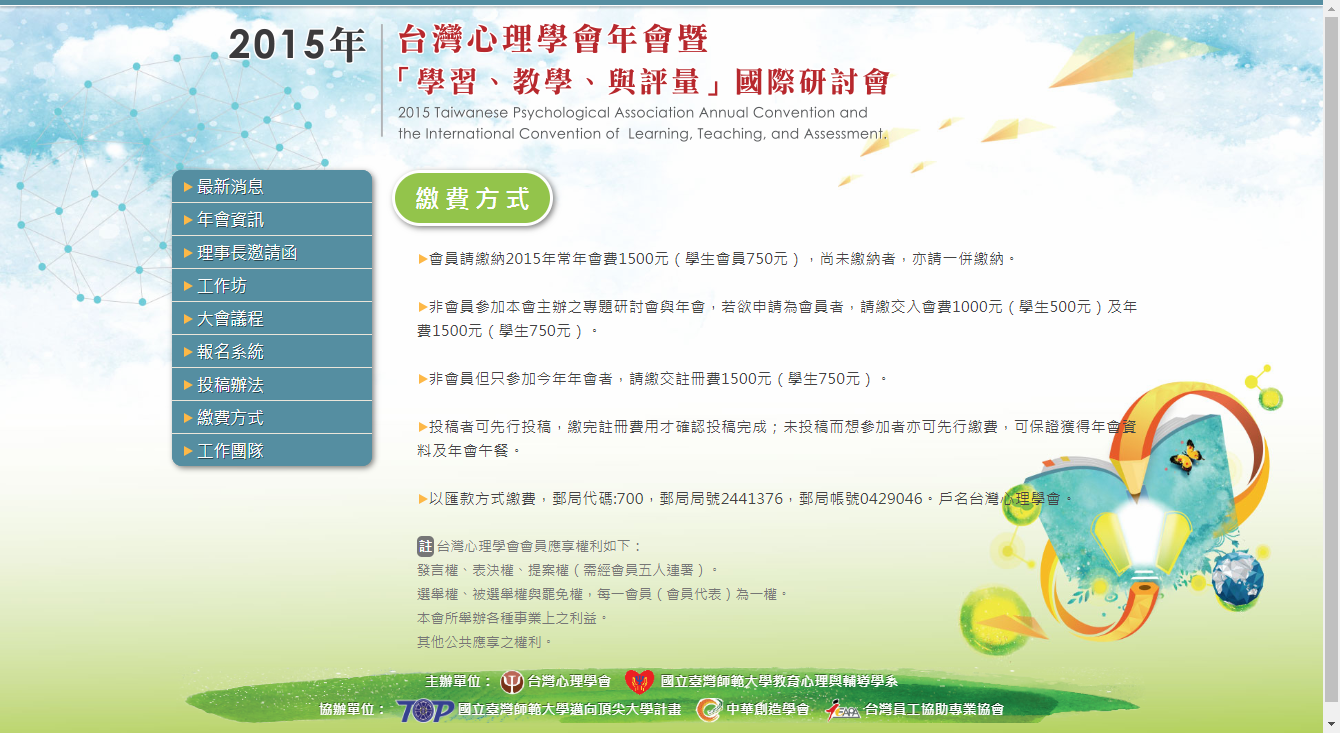 2015年
台灣心理學會年會暨
「學習、教學、與評量」國際研討會
2015 Taiwanese Psychological Association Annual Convention and
the International Convention of Learning, Teaching, and Assessment.
最新消息
年會資訊
理事長邀請函
工作坊
大會議程
報名系統
投稿辦法
繳費方式
工作團隊
繳費方式
會員請繳納2015年常年會費1500元（學生會員750元），尚未繳納者，亦請一併繳納。
非會員參加本會主辦之專題研討會與年會，若欲申請為會員者，請繳交入會費1000元（學生500元）及年
費1500元（學生750元）。
非會員但只參加今年年會者，請繳交註冊費1500元（學生750元）。
投稿者可先行投稿，繳完註冊費用才確認投稿完成；未投稿而想參加者亦可先行繳費，可保證獲得年會資
料及年會午餐。
以匯款方式繳費，郵局代碼:700，郵局局號2441376，郵局帳號0429046。戶名台灣心理學會。
註 台灣心理學會會員應享權利如下：
發言權、表決權、提案權（需經會員五人連署）。
選舉權、被選舉權與罷免權，每一會員（會員代表）為一權。
本會所舉辦各種事業上之利益。
其他公共應享之權利。
主辦單位： 台灣心理學會 國立臺灣師範大學教育心理與輔導學系
協辦單位： TOP 國立臺灣師範大學邁向頂尖大學計畫 中華創造學會 EAPA 台灣員工協助專業協會